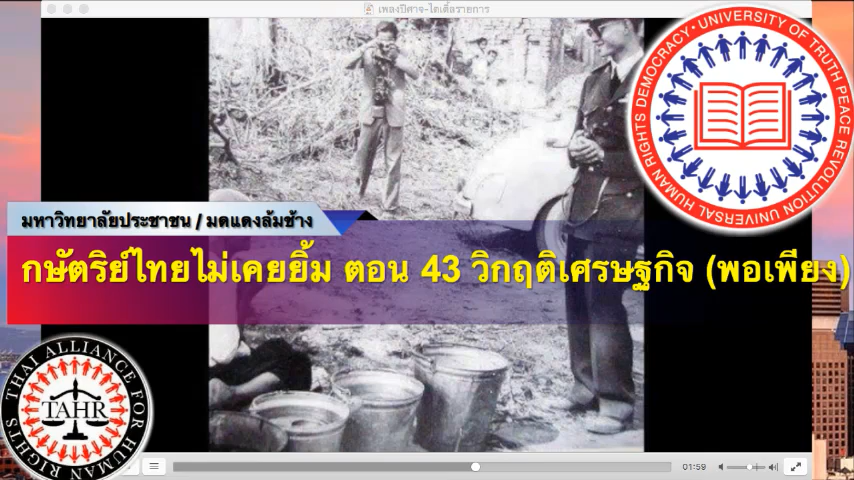 เพลงปีศาจ-ไตเติ้ลรายการ
UNIVERSITY OF TRUTH PEACE REVOLUTION UNIVERSAL HUMAN RIGHTS DEMOCRACY •
มหาวิทยาลัยประชาชน / มดแดงล้มช้าง
กษัตริย์ไทยไม่เคยยิ้ม ตอน 43 วิกฤติเศรษฐกิจ (พอเพียง)
THAI ALLIANCE FOR HUMAN RIGHTS
TAHR
01:59